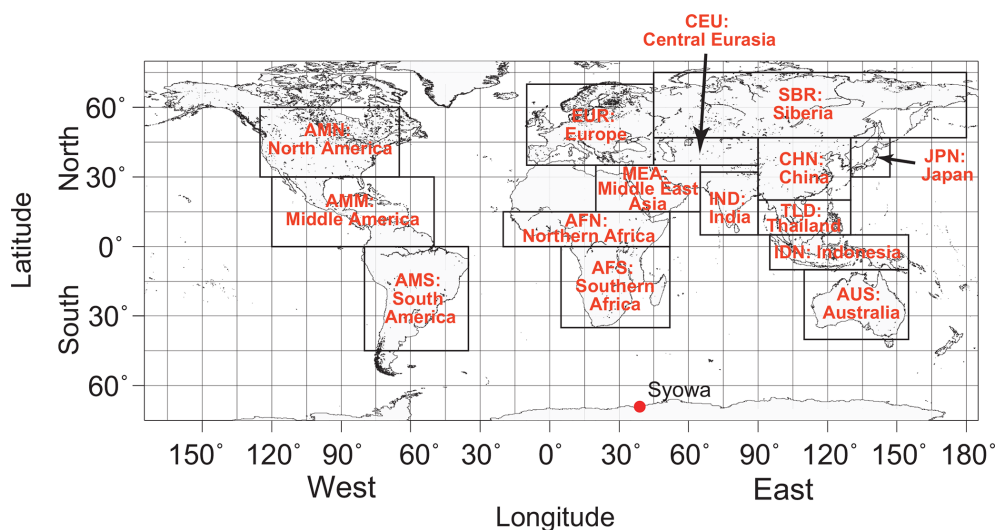 CEU:
Central Eurasia
60°
30°
0°
30°
60°
North
South
Latitude
AMN:
North America
AMM:
Middle America
AMS:
South
America
EUR:
Europe
MEA:
Middle East
Asia
AFN:
Northern Africa
AFS:
Southern
Africa
SBR:
Siberia
CHN:
China
JPN:
Japan
IND:
India
TLD:
Thailand
IDN: Indonesia
AUS:
Australia
Syowa
150° 120° 90° 60° 30° 0° 30° 60° 90° 120° 150° 180°
West East
Longitude